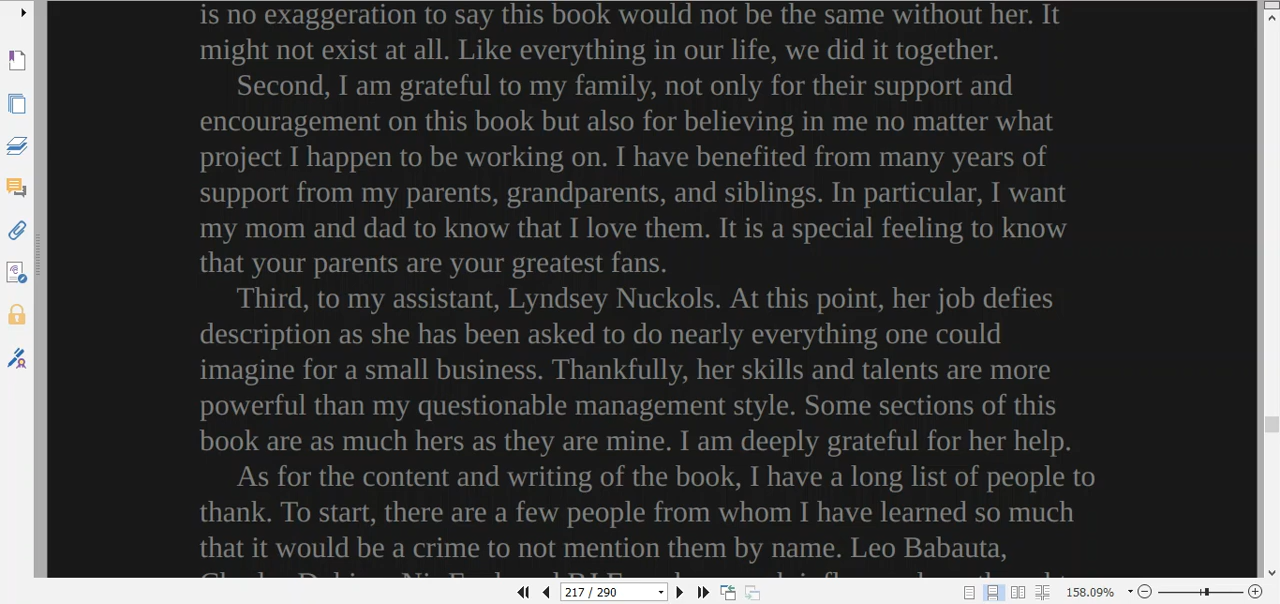 is no exaggeration to say this book would not be the same without her. It
might not exist at all. Like everything in our life, we did it together.
Second, I am grateful to my family, not only for their support and
encouragement on this book but also for believing in me no matter what
project I happen to be working on. I have benefited from many years of
support from my parents, grandparents, and siblings. In particular, I want
my mom and dad to know that I love them. It is a special feeling to know
that your parents are your greatest fans.
Third, to my assistant, Lyndsey Nuckols. At this point, her job defies
description as she has been asked to do nearly everything one could
imagine for a small business. Thankfully, her skills and talents are more
powerful than my questionable management style. Some sections of this
book are as much hers as they are mine. I am deeply grateful for her help.
As for the content and writing of the book, I have a long list of people to
thank. To start, there are a few people from whom I have learned so much
that it would be a crime to not mention them by name. Leo Babauta,
217 / 290
158.09%